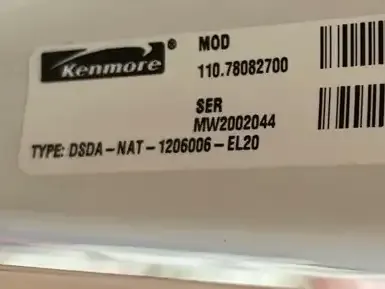 Kenmore®
MOD
110.78082700
SER
MW2002044
TYPE: DSDA-NAT-1206006-EL20